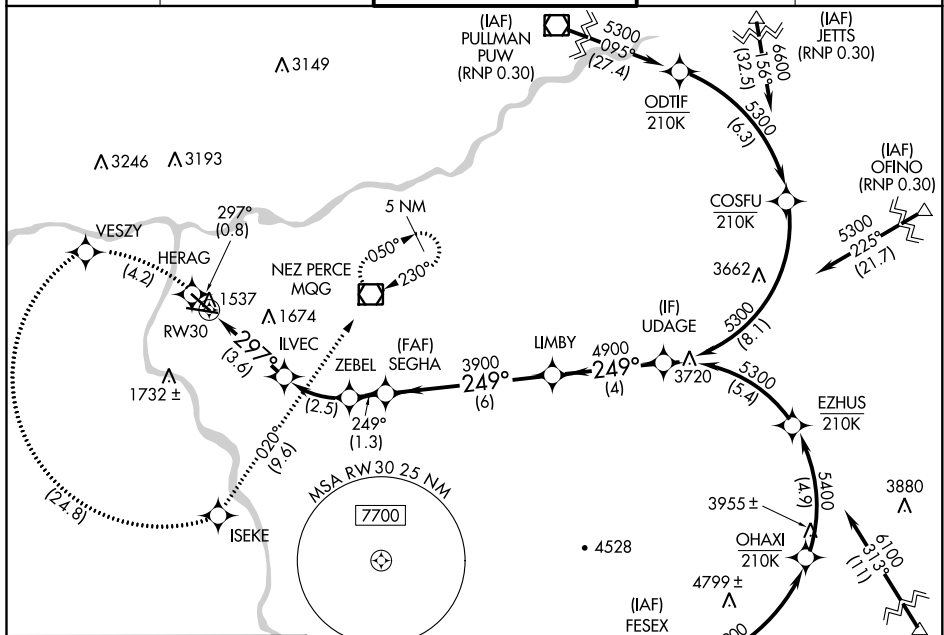 (IAF)
PULLMAN
PUW
(RNP 0.30)
5300
095°
(27.4)
(IAF)
JETTS
(RNP 0.30)
6600
156°
(32.5)
3149
ODTIF
210K
5300
(6.3)
3246
3193
(IAF)
OFINO
(RNP 0.30)
5300
225°
(21.7)
COSFU
210K
297°
(0.8)
5 NM
050°
230°
VESZY
(4.2)
HERAG
NEZ PERCE
MQG
3662
1537
RW30
1674
5300
(8.1)
(IF)
UDAGE
297°
(3.6)
ILVEC
ZEBEL
(FAF)
SEGHA
3900
249°
(6)
LIMBY
4900
249°
(4)
3720
5300
(5.4)
1732 ±
(2.5)
249°
(1.3)
EZHUS
210K
020°
(9.6)
5400
(4.9)
MSA RW30 25 NM
7700
(24.8)
ISEKE
3955 ±
3880
OHAXI
210K
6100
313°
(11)
4528
4799 ±
(IAF)
FESEX